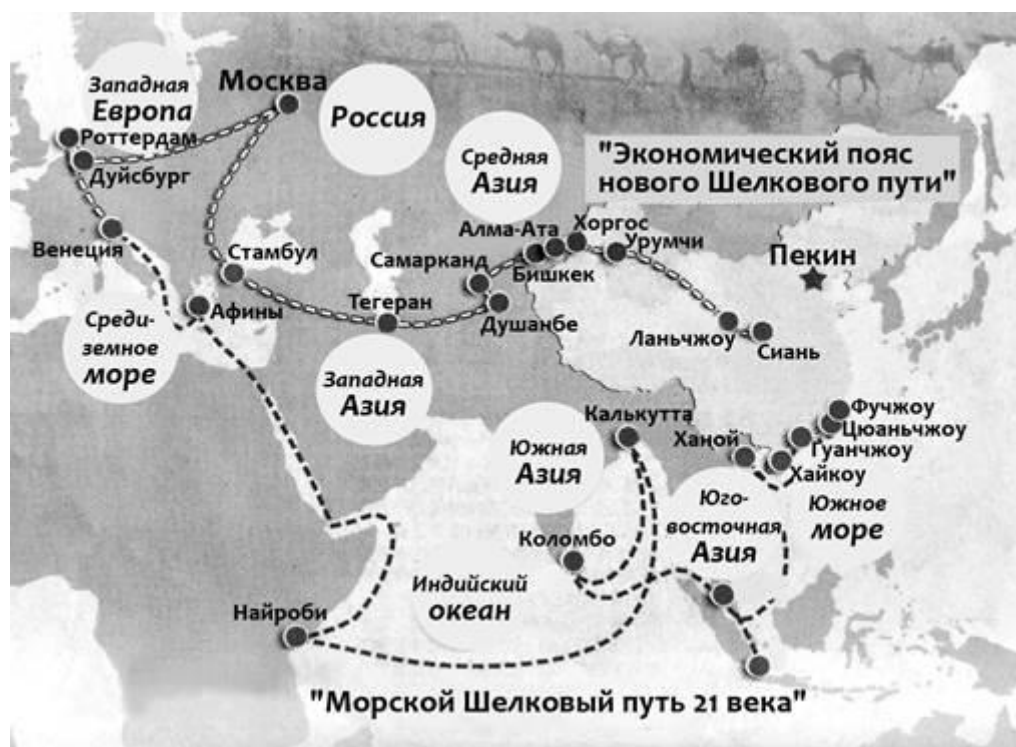 Западная
Европа
Москва
Россия
Роттердам
Дуйсбург
Средняя
Азия
"Экономический пояс
нового Шелкового пути"
Венеция
Стамбул
Алма-Ата
Хоргос
Урумчи
Самарканд
Бишкек
Пекин
Афины
Тегеран
Душанбе
Ланьчжоу
Сиань
Среди-
земное
море
Западная
Азия
Калькутта
Ханой
Фучжоу
Цюаньчжоу
Гуанчжоу
Хайкоу
Южная
Азия
Юго-
восточная
Азия
Южное
море
Коломбо
Индийский
океан
Найроби
"Морской Шелковый путь 21 века"